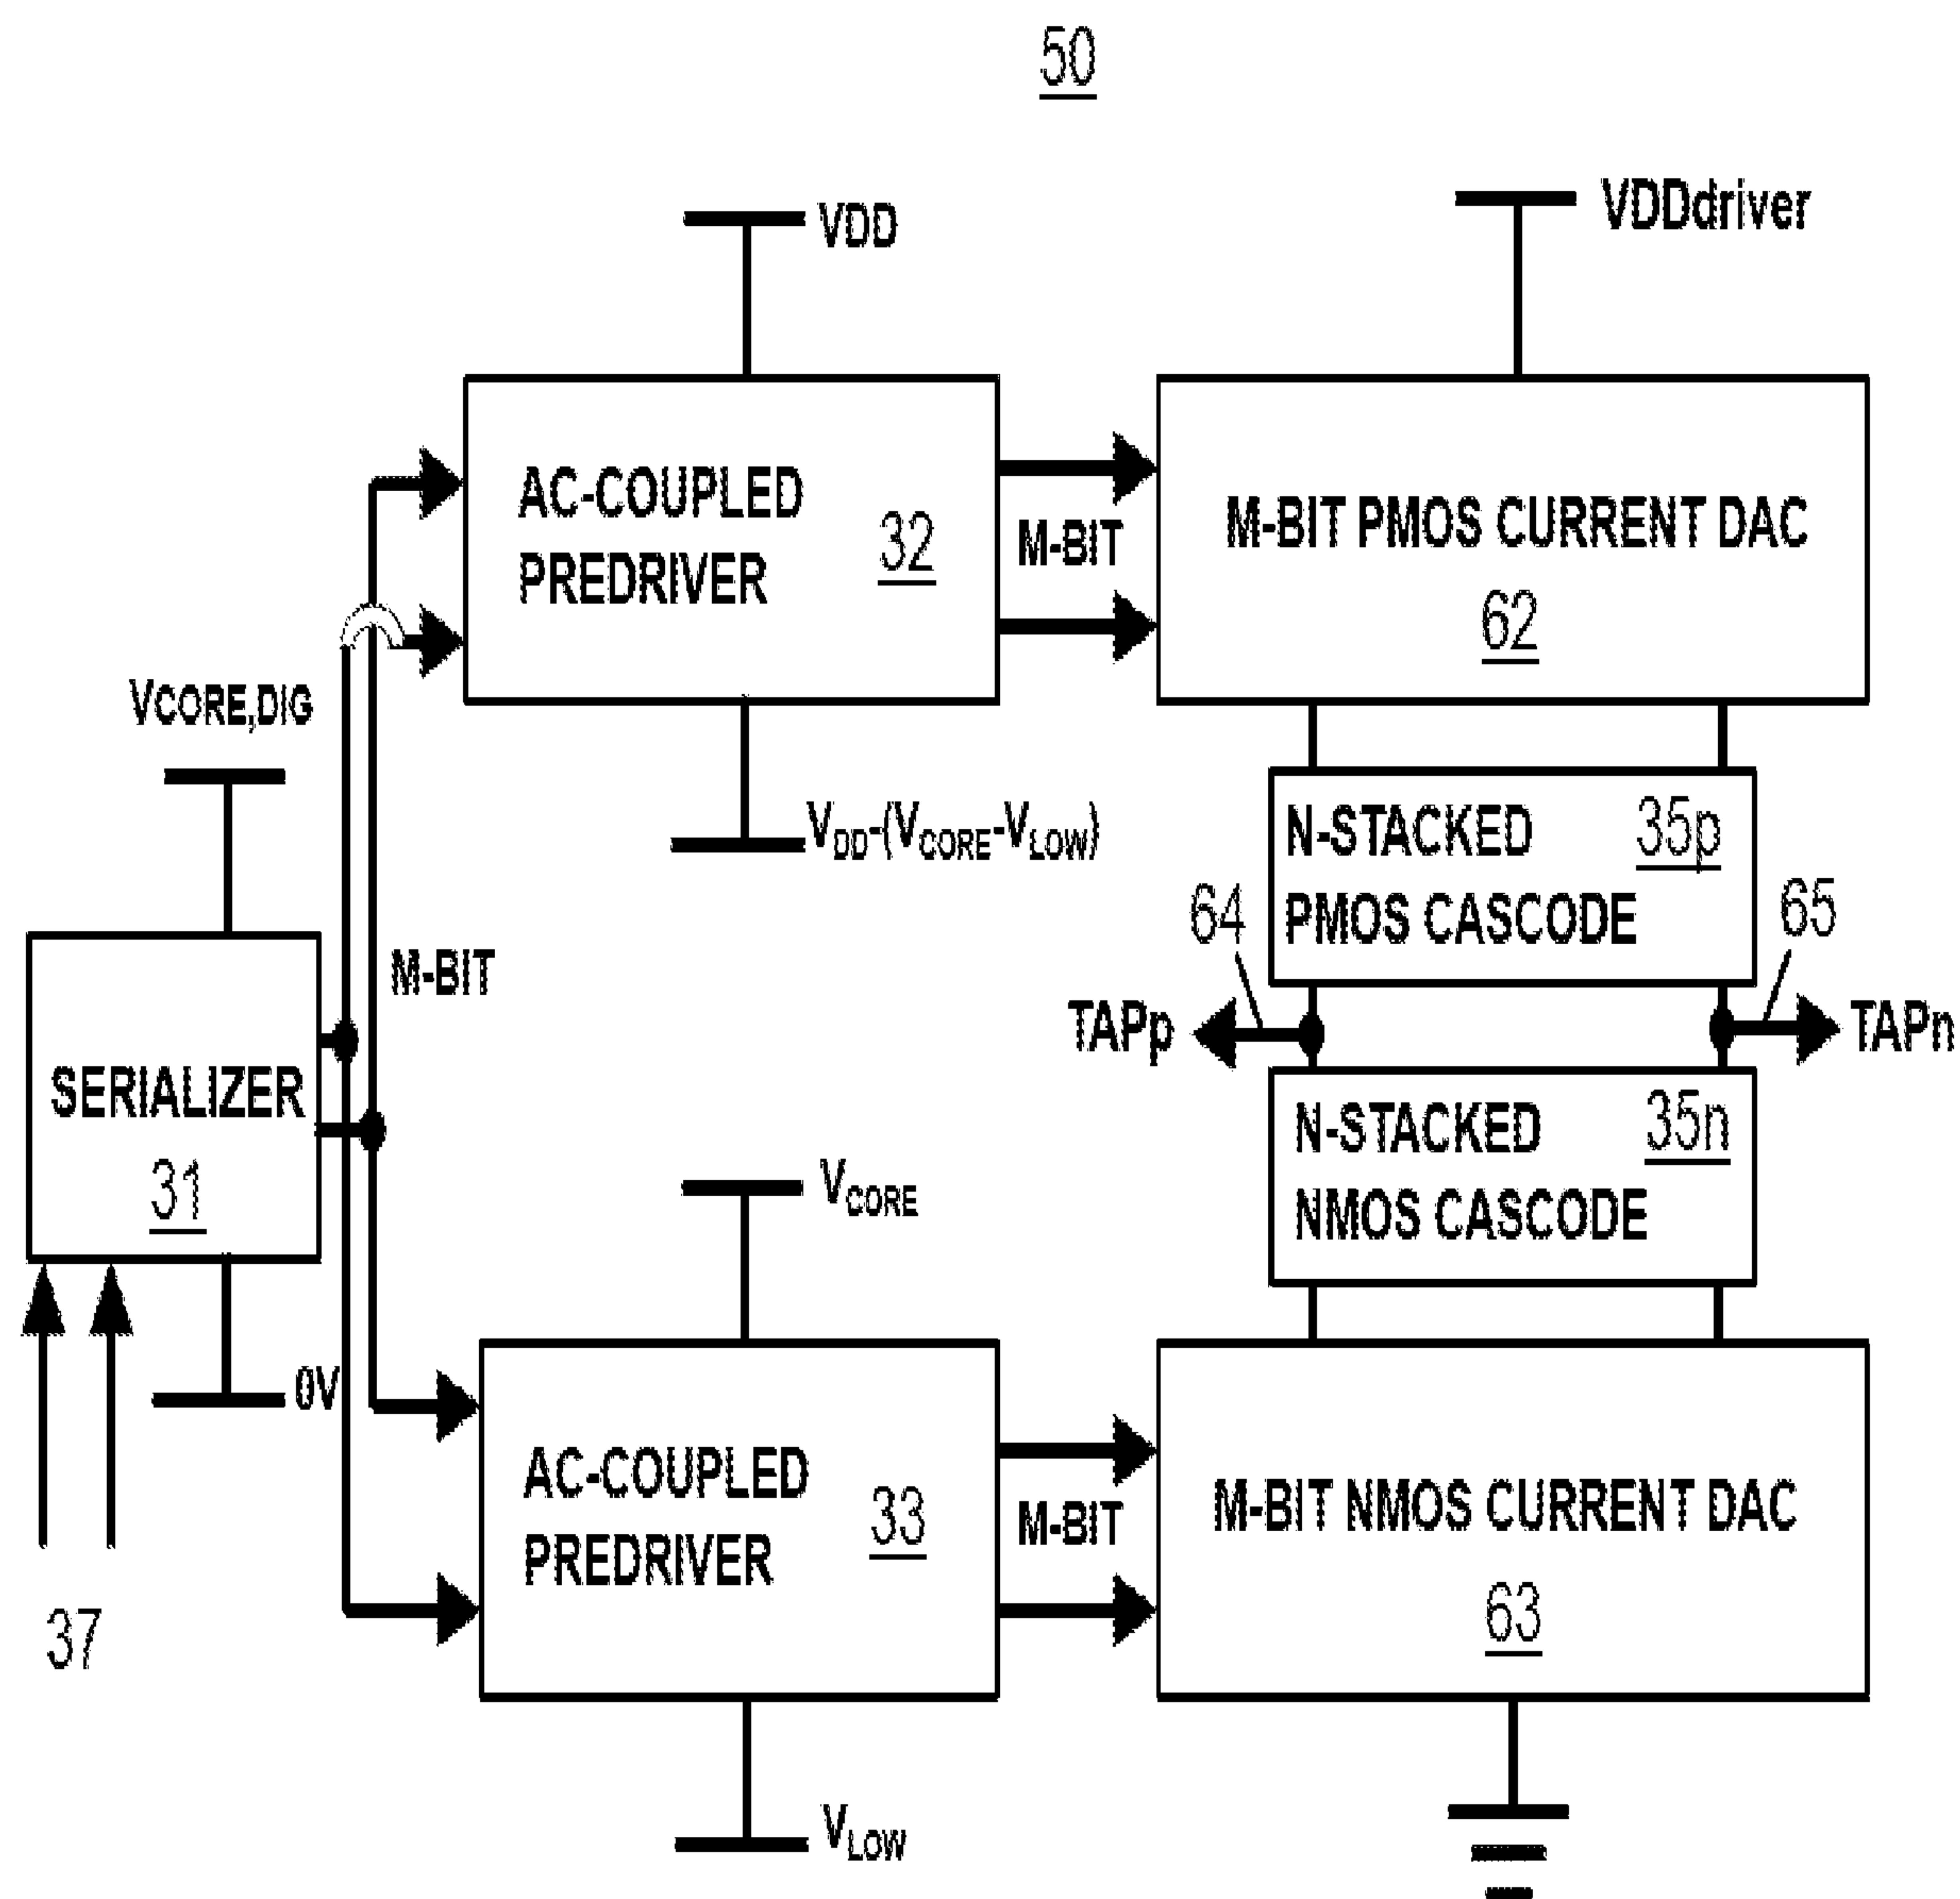 50
VDD
VDDdriver
AC-COUPLED
PREDRIVER
32
M-BIT
M-BIT PMOS CURRENT DAC
62
VCORE,DIG
VDD-(VCORE-VLOW)
N-STACKED
PMOS CASCODE
35p
64
65
M-BIT
TAPp
TAPn
SERIALIZER
31
N-STACKED
NMOS CASCODE
35n
VCORE
0V
AC-COUPLED
PREDRIVER
33
M-BIT
M-BIT NMOS CURRENT DAC
63
37
VLOW